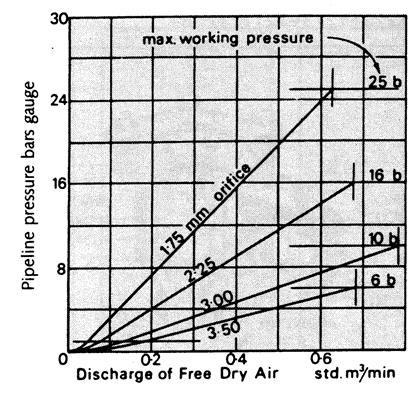 30
max. working pressure
25 b
24
16
16 b
175 mm orifice
2·25
10 b
8
3·00
6 b
3·50
0
0·2
0·4
0·6
Pipeline pressure bars gauge
Discharge of Free Dry Air std. m³/min